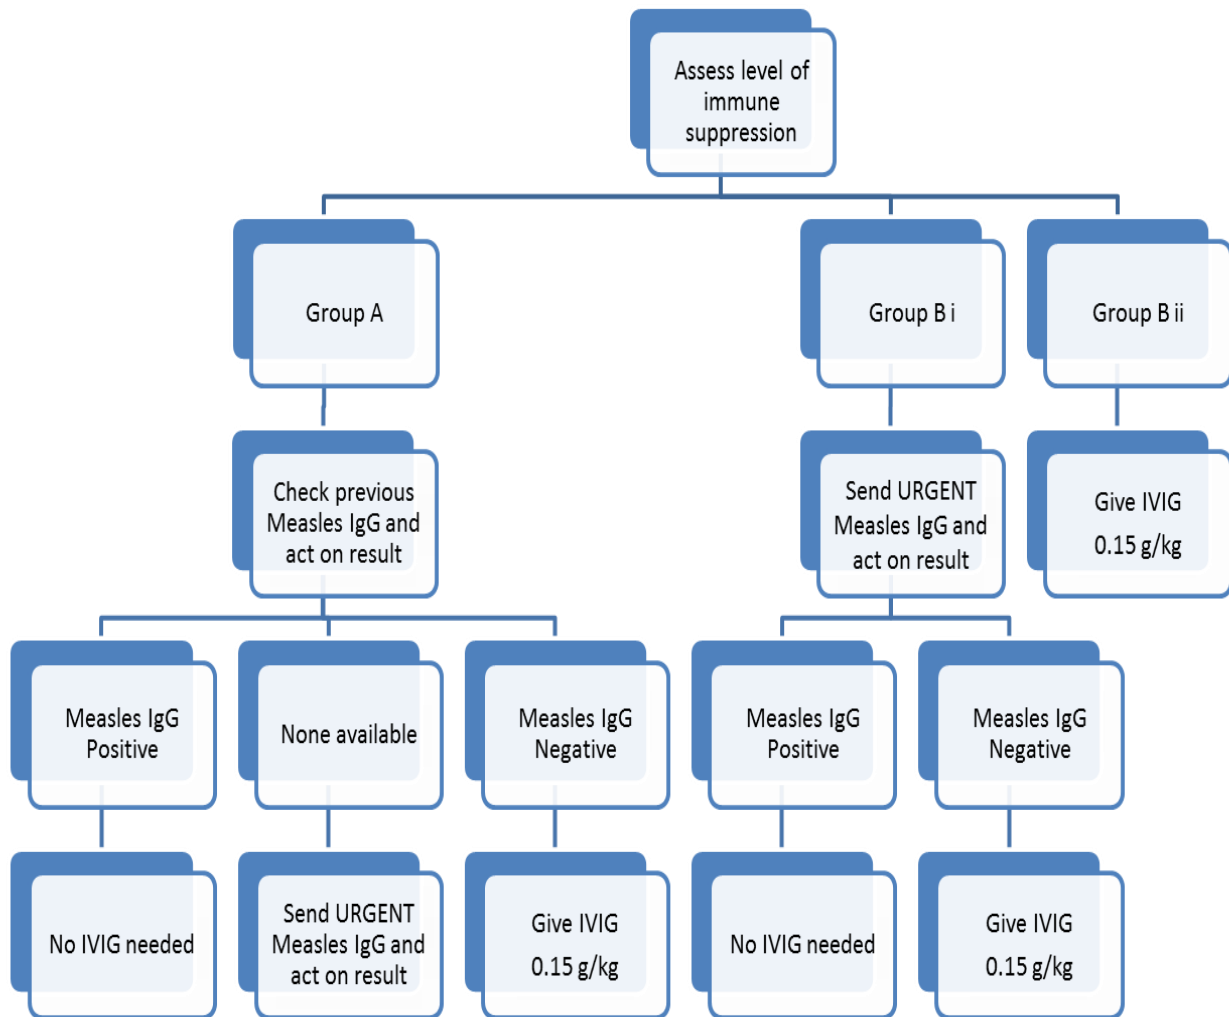 Assess level of
immune
suppression
Group A
Group B i
Group B ii
Check previous
Measles IgG and
act on result
Send URGENT
Measles IgG and
act on result
Give IVIG
0.15 g/kg
Measles IgG
Positive
None available
Measles IgG
Negative
Measles IgG
Positive
Measles IgG
Negative
No IVIG needed
Send URGENT
Measles IgG and
act on result
Give IVIG
0.15 g/kg
No IVIG needed
Give IVIG
0.15 g/kg